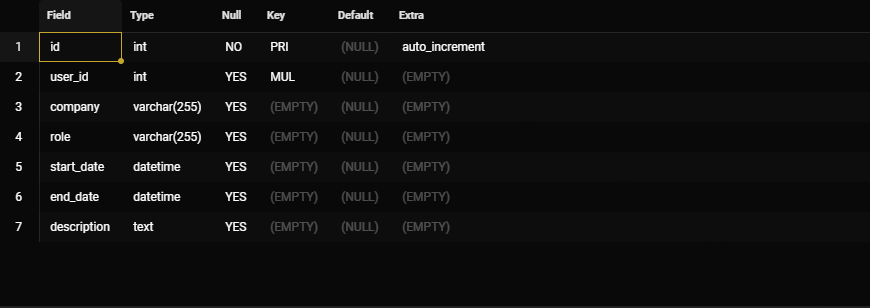 Field Type Null Key Default Extra
1 id int NO PRI (NULL) auto_increment
2 user_id int YES MUL (NULL) (EMPTY)
3 company varchar(255) YES (EMPTY) (NULL) (EMPTY)
4 role varchar(255) YES (EMPTY) (NULL) (EMPTY)
5 start_date datetime YES (EMPTY) (NULL) (EMPTY)
6 end_date datetime YES (EMPTY) (NULL) (EMPTY)
7 description text YES (EMPTY) (NULL) (EMPTY)